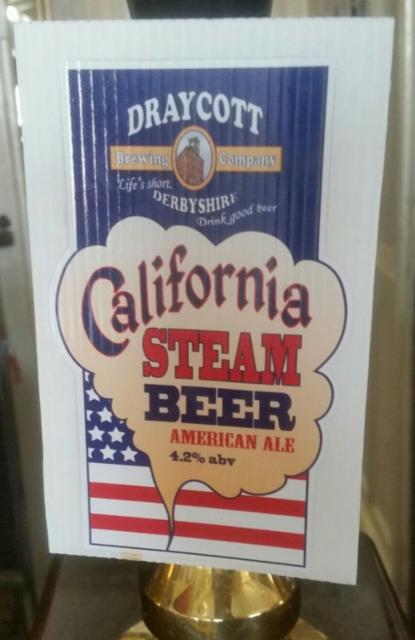 DRAYCOTT
Brewing Company
Life's short,
DERBYSHIRE
Drink good beer
California
STEAM
BEER
AMERICAN ALE
4.2% abv